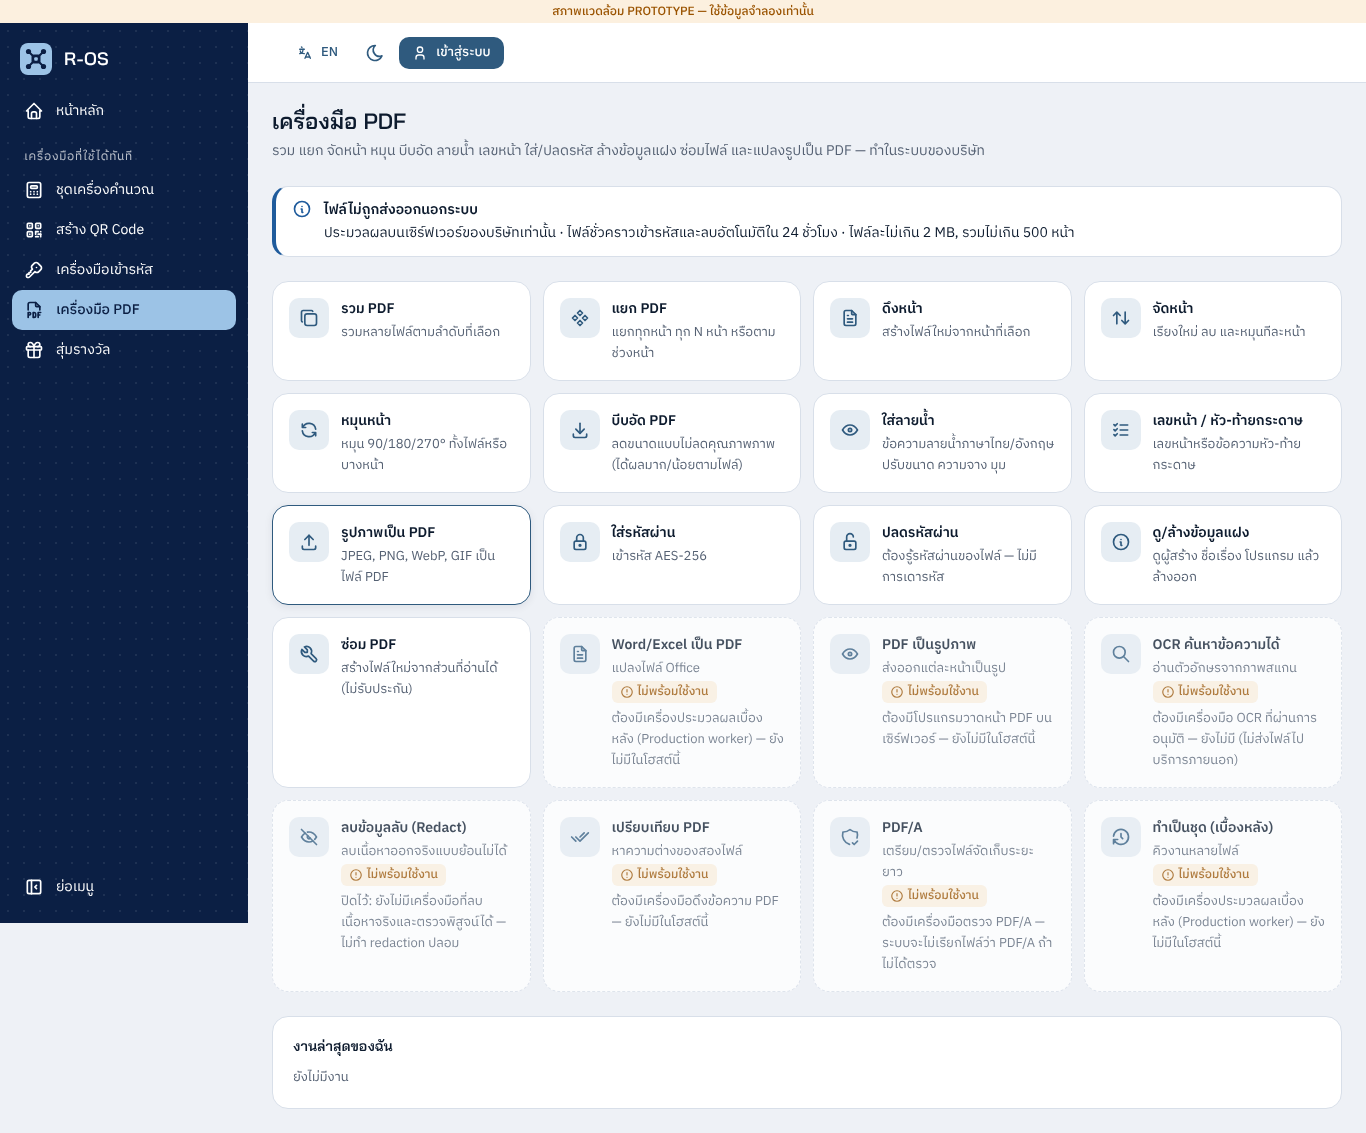 สภาพแวดล้อม PROTOTYPE — ใช้ข้อมูลจำลองเท่านั้น
R-OS
EN
เข้าสู่ระบบ
หน้าหลัก
เครื่องมือที่ใช้ได้ทันที
ชุดเครื่องคำนวณ
สร้าง QR Code
เครื่องมือเข้ารหัส
PDF
เครื่องมือ PDF
สุ่มรางวัล
ย่อเมนู
เครื่องมือ PDF
รวม แยก จัดหน้า หมุน บีบอัด ลายน้ำ เลขหน้า ใส่/ปลดรหัส ล้างข้อมูลแฝง ซ่อมไฟล์ และแปลงรูปเป็น PDF — ทำในระบบของบริษัท
ไฟล์ไม่ถูกส่งออกนอกระบบ
ประมวลผลบนเซิร์ฟเวอร์ของบริษัทเท่านั้น · ไฟล์ชั่วคราวเข้ารหัสและลบอัตโนมัติใน 24 ชั่วโมง · ไฟล์ละไม่เกิน 2 MB, รวมไม่เกิน 500 หน้า
รวม PDF
รวมหลายไฟล์ตามลำดับที่เลือก
แยก PDF
แยกทุกหน้า ทุก N หน้า หรือตาม
ช่วงหน้า
ดึงหน้า
สร้างไฟล์ใหม่จากหน้าที่เลือก
จัดหน้า
เรียงใหม่ ลบ และหมุนทีละหน้า
หมุนหน้า
หมุน 90/180/270° ทั้งไฟล์หรือ
บางหน้า
บีบอัด PDF
ลดขนาดแบบไม่ลดคุณภาพภาพ
(ได้ผลมาก/น้อยตามไฟล์)
ใส่ลายน้ำ
ข้อความลายน้ำภาษาไทย/อังกฤษ
ปรับขนาด ความจาง มุม
เลขหน้า / หัว-ท้ายกระดาษ
เลขหน้าหรือข้อความหัว-ท้าย
กระดาษ
รูปภาพเป็น PDF
JPEG, PNG, WebP, GIF เป็น
ไฟล์ PDF
ใส่รหัสผ่าน
เข้ารหัส AES-256
ปลดรหัสผ่าน
ต้องรู้รหัสผ่านของไฟล์ — ไม่มี
การเดารหัส
ดู/ล้างข้อมูลแฝง
ดูผู้สร้าง ชื่อเรื่อง โปรแกรม แล้ว
ล้างออก
ซ่อม PDF
สร้างไฟล์ใหม่จากส่วนที่อ่านได้
(ไม่รับประกัน)
Word/Excel เป็น PDF
แปลงไฟล์ Office
ไม่พร้อมใช้งาน
ต้องมีเครื่องประมวลผลเบื้อง
หลัง (Production worker) — ยัง
ไม่มีในโฮสต์นี้
PDF เป็นรูปภาพ
ส่งออกแต่ละหน้าเป็นรูป
ไม่พร้อมใช้งาน
ต้องมีโปรแกรมวาดหน้า PDF บน
เซิร์ฟเวอร์ — ยังไม่มีในโฮสต์นี้
OCR ค้นหาข้อความได้
อ่านตัวอักษรจากภาพสแกน
ไม่พร้อมใช้งาน
ต้องมีเครื่องมือ OCR ที่ผ่านการ
อนุมัติ — ยังไม่มี (ไม่ส่งไฟล์ไป
บริการภายนอก)
ลบข้อมูลลับ (Redact)
ลบเนื้อหาออกจริงแบบย้อนไม่ได้
ไม่พร้อมใช้งาน
ปิดไว้: ยังไม่มีเครื่องมือที่ลบ
เนื้อหาจริงและตรวจพิสูจน์ได้ —
ไม่ทำ redaction ปลอม
เปรียบเทียบ PDF
หาความต่างของสองไฟล์
ไม่พร้อมใช้งาน
ต้องมีเครื่องมือดึงข้อความ PDF
— ยังไม่มีในโฮสต์นี้
PDF/A
เตรียม/ตรวจไฟล์จัดเก็บระยะ
ยาว
ไม่พร้อมใช้งาน
ต้องมีเครื่องมือตรวจ PDF/A —
ระบบจะไม่เรียกไฟล์ว่า PDF/A ถ้า
ไม่ได้ตรวจ
ทำเป็นชุด (เบื้องหลัง)
คิวงานหลายไฟล์
ไม่พร้อมใช้งาน
ต้องมีเครื่องประมวลผลเบื้อง
หลัง (Production worker) — ยัง
ไม่มีในโฮสต์นี้
งานล่าสุดของฉัน
ยังไม่มีงาน